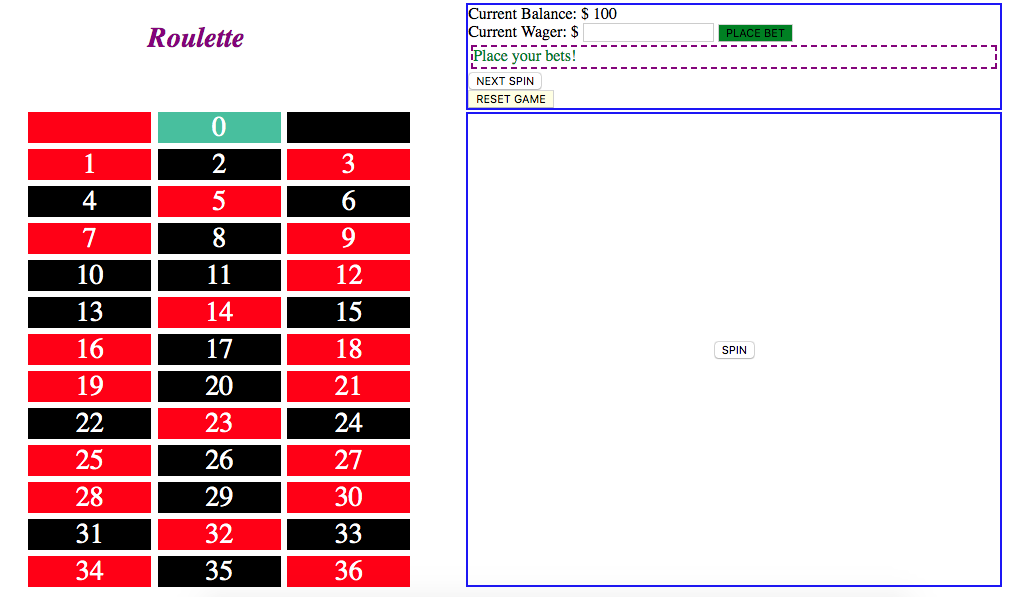 Roulette
0
1 2 3
4 5 6
7 8 9
10 11 12
13 14 15
16 17 18
19 20 21
22 23 24
25 26 27
28 29 30
31 32 33
34 35 36
Current Balance: $ 100
Current Wager: $ PLACE BET
Place your bets!
NEXT SPIN
RESET GAME
SPIN